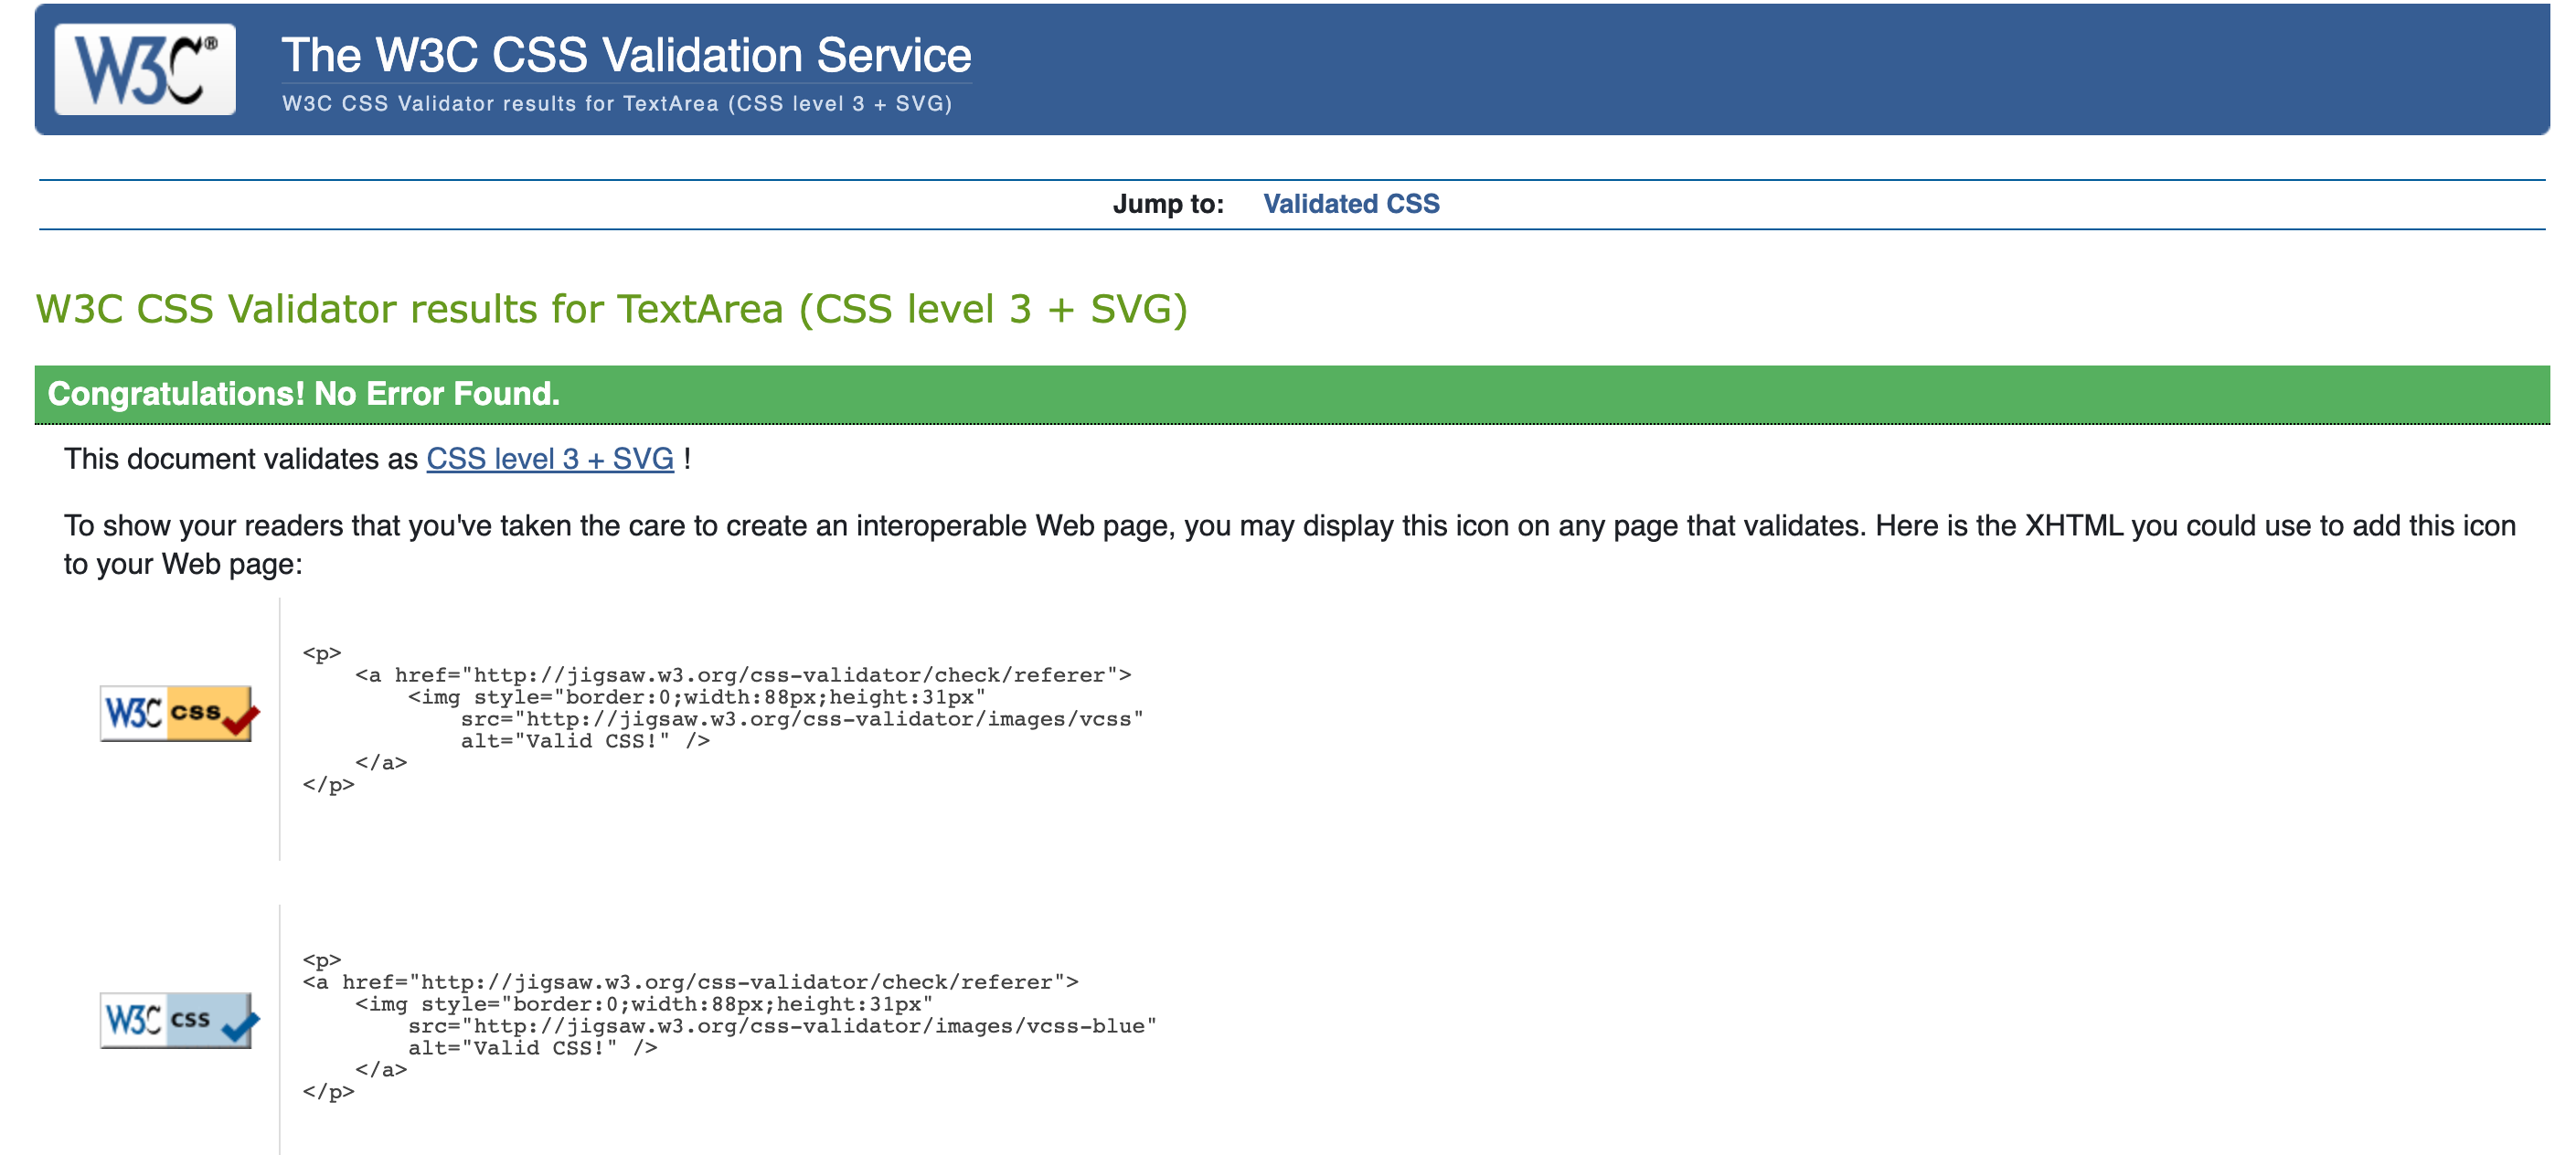 W3C®
The W3C CSS Validation Service
W3C CSS Validator results for TextArea (CSS level 3 + SVG)
Jump to: Validated CSS
W3C CSS Validator results for TextArea (CSS level 3 + SVG)
Congratulations! No Error Found.
This document validates as CSS level 3 + SVG !
To show your readers that you've taken the care to create an interoperable Web page, you may display this icon on any page that validates. Here is the XHTML you could use to add this icon
to your Web page:
W3C css
<p>
    <a href="http://jigsaw.w3.org/css-validator/check/referer">
        <img style="border:0;width:88px;height:31px"
            src="http://jigsaw.w3.org/css-validator/images/vcss"
            alt="Valid CSS!" />
    </a>
</p>
W3C css
<p>
<a href="http://jigsaw.w3.org/css-validator/check/referer">
    <img style="border:0;width:88px;height:31px"
        src="http://jigsaw.w3.org/css-validator/images/vcss-blue"
        alt="Valid CSS!" />
    </a>
</p>